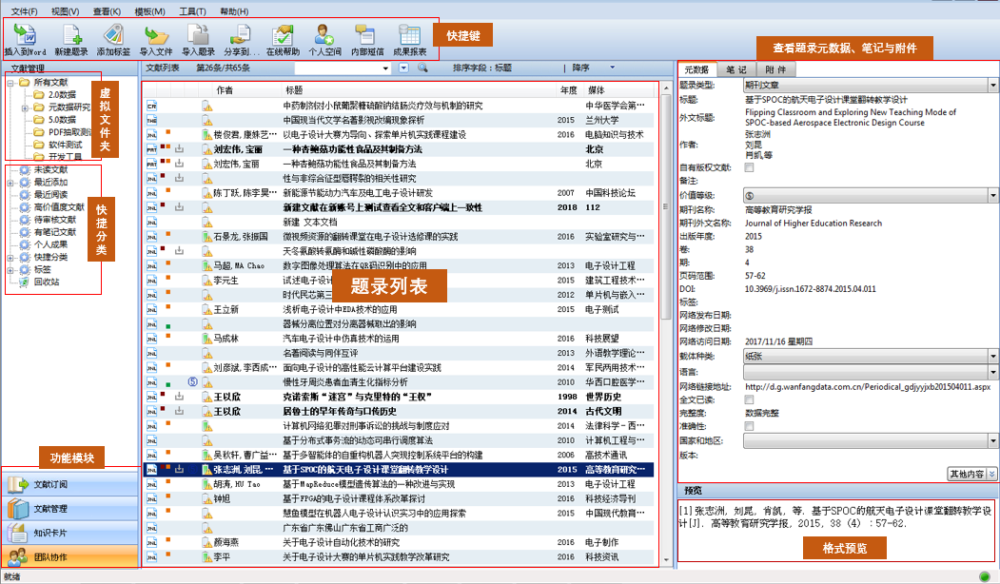 文件(F) 视图(V) 查看(K) 模板(M) 工具(T) 帮助(H)
插入到Word 新建题录 添加标签 导入文件 导入题录 分享到... 在线帮助 个人空间 内部短信 成果报表
快捷键
查看题录元数据、笔记与附件
文献管理
所有文献
2.0数据
元数据研究
5.0数据
PDF抽取测试
软件测试
开发工具
虚拟文件夹
未读文献
最近添加
最近阅读
高价值度文献
待审核文献
有笔记文献
个人成果
快捷分类
标签
回收站
快捷分类
功能模块
文献订阅
文献管理
知识卡片
团队协作
就绪
文献列表 第26条/共65条 排序字段：标题 降序
作者 标题 年度 媒体
中药制剂对小鼠葡聚糖硫酸钠结肠炎疗效与机制的研究 中华医学会第…
中国现当代文学名著影视改编现象探析 2015 兰州大学
楼俊君,康姝艺… 以电子设计大赛为导向、探索单片机实践课程建设 2016 电脑知识与技术
刘宏伟,宝丽 一种杏鲍菇功能性食品及其制备方法 北京
刘宏伟,宝丽 一种杏鲍菇功能性食品及其制备方法 北京
性与非综合征型唇腭裂的相关性研究
陈丁跃,陈李昊… 新能源节能动力汽车及电工电子设计研发 2007 中国科技论坛
新建文献在新账号上测试查看全文和客户端上一致性 2018 112
新建 文本文档
石景龙,张振国 微视频资源的翻转课堂在电子设计选修课的实践 2016 实验室研究与…
天冬氨酸转氨酶和碱性磷酸酶的影响
马超,MA Chao 数字图像处理算法在QR码识别中的应用 2013 电子设计工程
李元生 试述电子设计 2015 建筑工程技术…
时代民芯第三 2012 单片机与嵌入…
王立新 浅析电子设计中EDA技术的应用 2015 电子测试
器械分离位置对分离器械取出的影响
马成林 汽车电子设计中仿真技术的运用 2016 科技展望
名著阅读与同伴互评 2013 外语教学理论…
刘彦斌,李西成… 面向电子设计的高性能云计算平台建设实践 2014 军民两用技术…
⑤ 慢性牙周炎患者血清生化指标分析 2010 华西口腔医学…
王以欣 克诺索斯“迷宫”与克里特的“王权” 1998 世界历史
王以欣 居鲁士的早年传奇与口传历史 2014 古代文明
计算机网络犯罪对刑事诉讼的挑战与制度应对 2014 法律科学－西…
基于分布式事务流的动态可串行调度算法 2010 计算机工程与…
吴秋轩,曹广益… 基于多智能体的自重构机器人实现控制系统平台的构建 2006 高技术通讯
张志洲,刘昆,… 基于SPOC的航天电子设计课堂翻转教学设计 2015 高等教育研究…
胡涛,HU Tao 基于MapReduce模型遗传算法的一种改进与实现 2013 电子设计工程
钟旭 基于FPGA的电子设计课程体系改革探讨 2016 科技经济导刊
慧鱼模型在机器人电子设计认识实习中的应用探索 2015 中国现代教育…
广东省广东佛山广东省工商广泛的
颜海燕 关于电子设计自动化技术的研究 2016 电子制作
李平 关于电子设计大赛的单片机实践教学改革研究 2016 科技资讯
题录列表
元数据 笔 记 附 件
题录类型: 期刊文章
标题: 基于SPOC的航天电子设计课堂翻转教学设计
外文标题: Flipping Classroom and Exploring New Teaching Mode of
SPOC-based Aerospace Electronic Design Course
作者: 张志洲
刘昆
肖凯,等
自有版权文献:
备注:
价值等级: ⑤
期刊名称: 高等教育研究学报
期刊外文名称: Journal of Higher Education Research
出版年度: 2015
卷: 38
期: 4
页码范围: 57-62
DOI: 10.3969/j.issn.1672-8874.2015.04.011
标签:
网络发布日期:
网络修改日期:
网络访问日期: 2017/11/16 星期四
载体种类: 纸张
语言:
网络链接地址: http://d.g.wanfangdata.com.cn/Periodical_gdjyyjxb201504011.aspx
全文已读:
完整度: 数据完整
准确性:
国家和地区:
版本:
其他内容
预览
[1]张志洲, 刘昆, 肖凯, 等. 基于SPOC的航天电子设计课堂翻转教学设
计[J]. 高等教育研究学报, 2015, 38 (4) :57-62.
格式预览